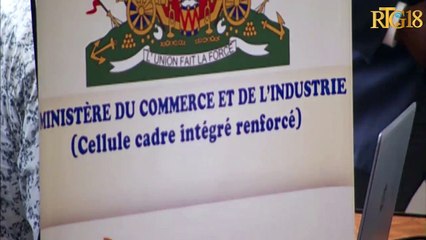 RTG18
L'UNION FAIT LA FORCE
MINISTÈRE DU COMMERCE ET DE L'INDUSTRIE
(Cellule cadre intégré renforcé)